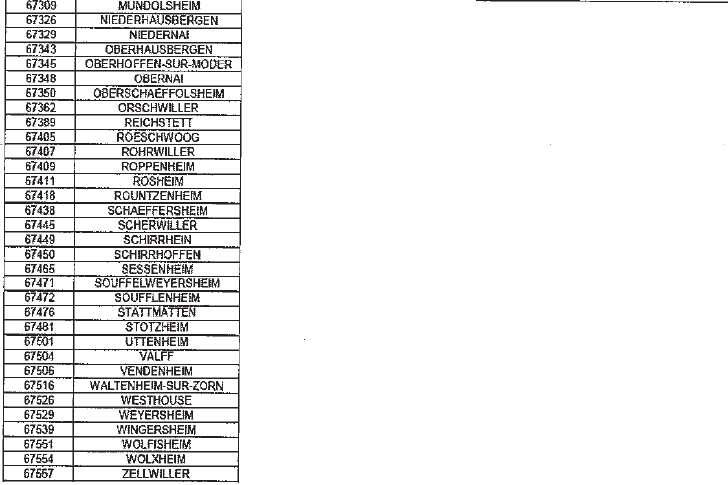 67309 MUNDOLSHEIM
67326 NIEDERHAUSBERGEN
67329 NIEDERNAI
67343 OBERHAUSBERGEN
67345 OBERHOFFEN-SUR-MODER
67348 OBERNAI
67350 OBERSCHAEFFOLSHEIM
67362 ORSCHWILLER
67389 REICHSTETT
67405 ROESCHWOOG
67407 ROHRWILLER
67409 ROPPENHEIM
67411 ROSHEIM
67418 ROUNTZENHEIM
67438 SCHAEFFERSHEIM
67445 SCHERWILLER
67449 SCHIRRHEIN
67450 SCHIRRHOFFEN
67465 SESSENHEIM
67471 SOUFFELWEYERSHEIM
67472 SOUFFLENHEIM
67476 STATTMATTEN
67481 STOTZHEIM
67501 UTTENHEIM
67504 VALFF
67506 VENDENHEIM
67516 WALTENHEIM-SUR-ZORN
67526 WESTHOUSE
67529 WEYERSHEIM
67539 WINGERSHEIM
67551 WOLFISHEIM
67554 WOLXHEIM
67557 ZELLWILLER